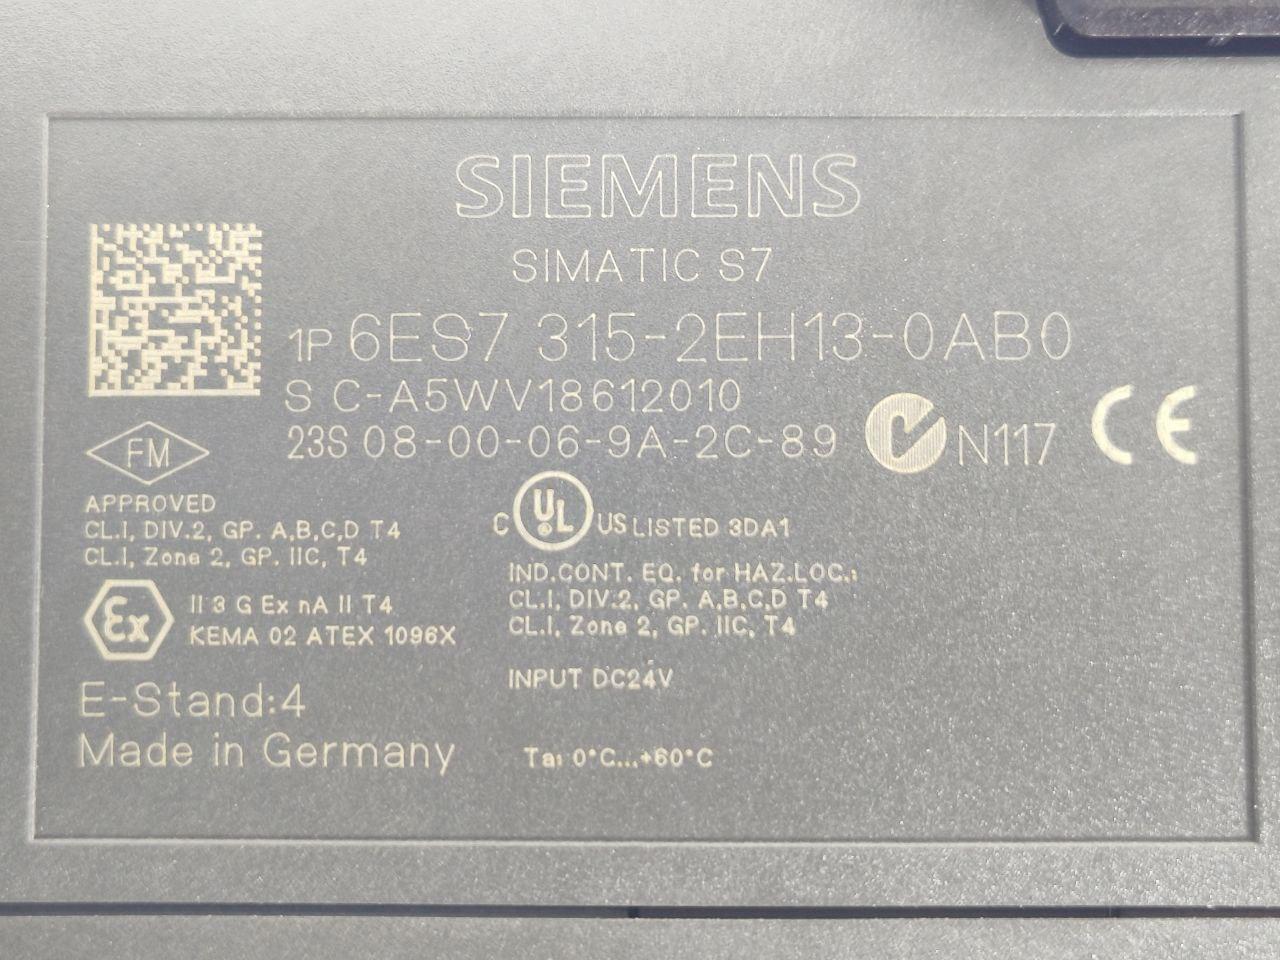 SIEMENS
SIMATIC S7
1P 6ES7 315-2EH13-0AB0
S C-A5WV18612010
23S 08-00-06-9A-2C-89
N117 CE
FM
APPROVED
CL.I, DIV.2, GP. A,B,C,D T4
CL.I, Zone 2, GP. IIC, T4
C UL US LISTED 3DA1
IND.CONT. EQ. for HAZ.LOC.:
CL.I, DIV.2, GP. A,B,C,D T4
CL.I, Zone 2, GP. IIC, T4
Ex II 3 G Ex nA II T4
KEMA 02 ATEX 1096X
INPUT DC24V
E-Stand:4
Made in Germany
Ta: 0°C...+60°C